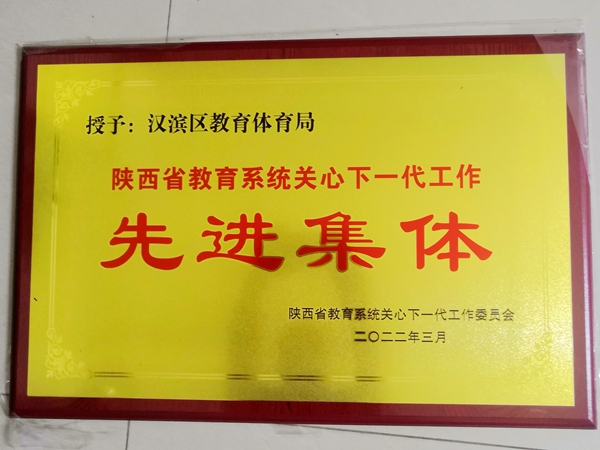 授予：汉滨区教育体育局
陕西省教育系统关心下一代工作
先进集体
陕西省教育系统关心下一代工作委员会
二〇二二年三月